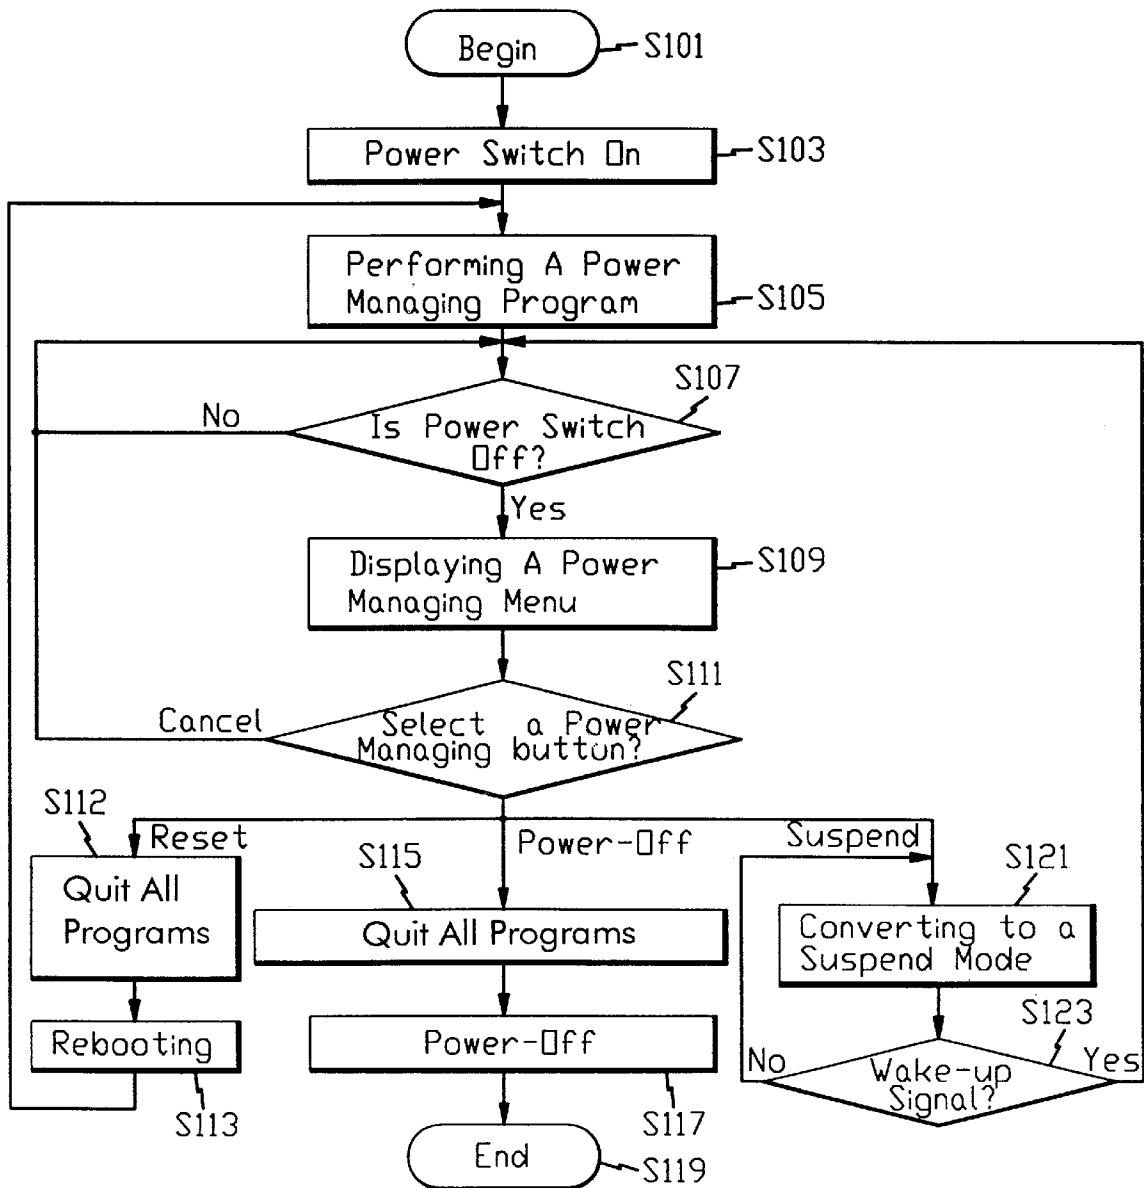 Begin
S101
Power Switch On
S103
Performing A Power
Managing Program
S105
S107
No
Is Power Switch
Off?
Yes
Displaying A Power
Managing Menu
S109
S111
Cancel
Select a Power
Managing button?
S112
Reset
Power-Off
Suspend
S115
S121
Quit All
Programs
Quit All Programs
Converting to a
Suspend Mode
S123
Rebooting
Power-Off
No
Wake-up
Signal?
Yes
S113
S117
End
S119